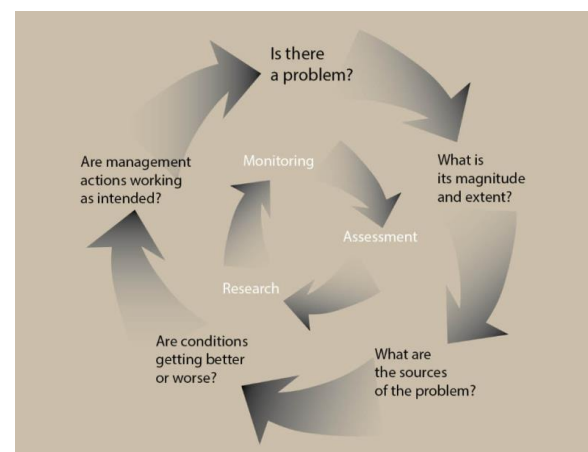 Is there
a problem?
What is
its magnitude
and extent?
What are
the sources
of the problem?
Are conditions
getting better
or worse?
Are management
actions working
as intended?
Monitoring
Assessment
Research